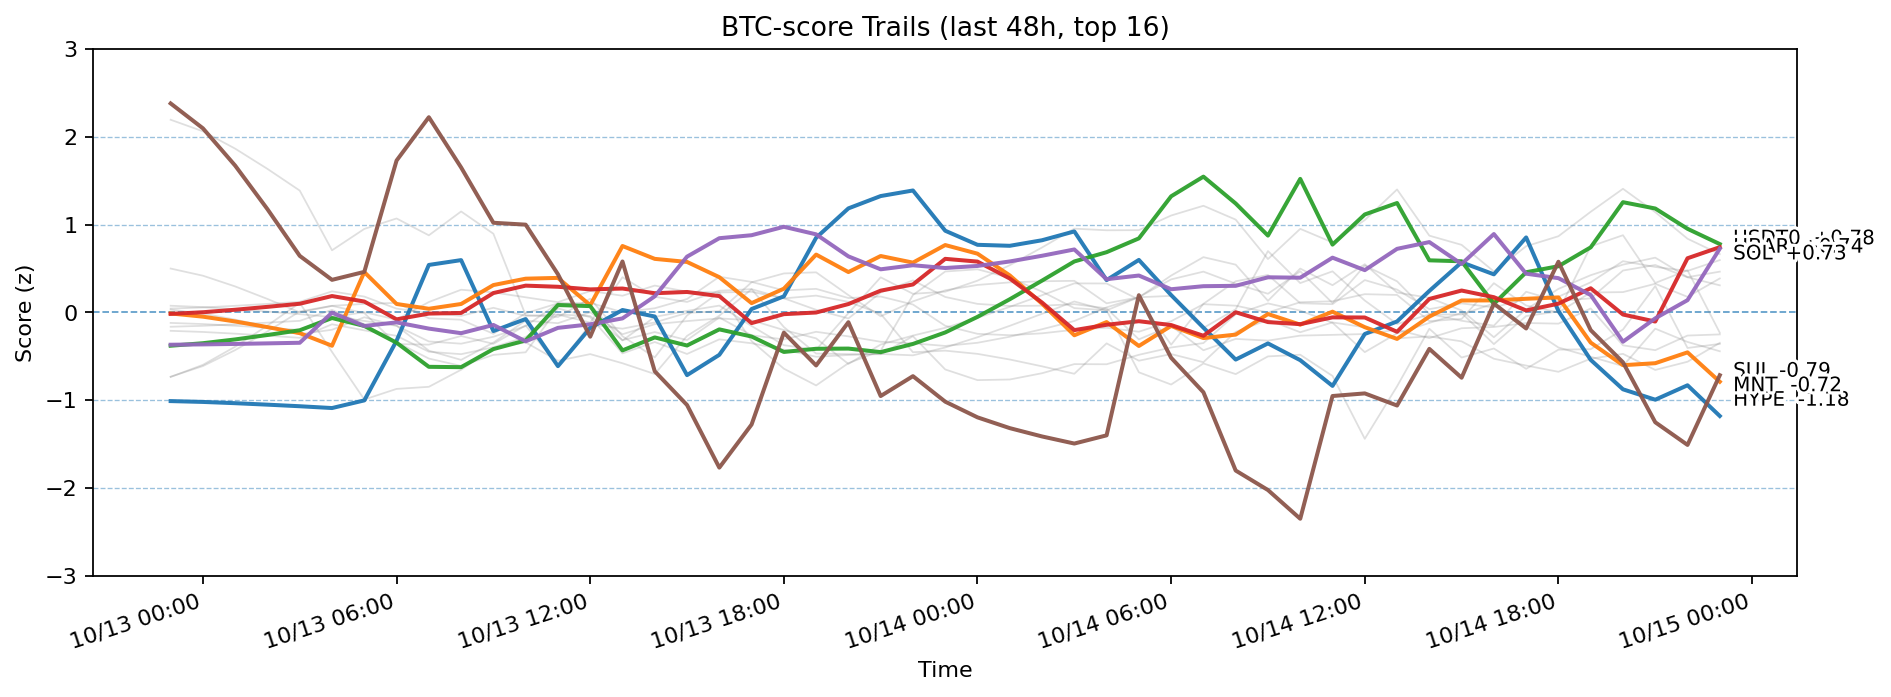 BTC-score Trails (last 48h, top 16)
Score (z)
3
2
1
0
−1
−2
−3
USDT0 +0.78
SOL +0.73
SUI -0.79
MNT -0.72
HYPE -1.18
10/13 00:00
10/13 06:00
10/13 12:00
10/13 18:00
10/14 00:00
10/14 06:00
10/14 12:00
10/14 18:00
10/15 00:00
Time